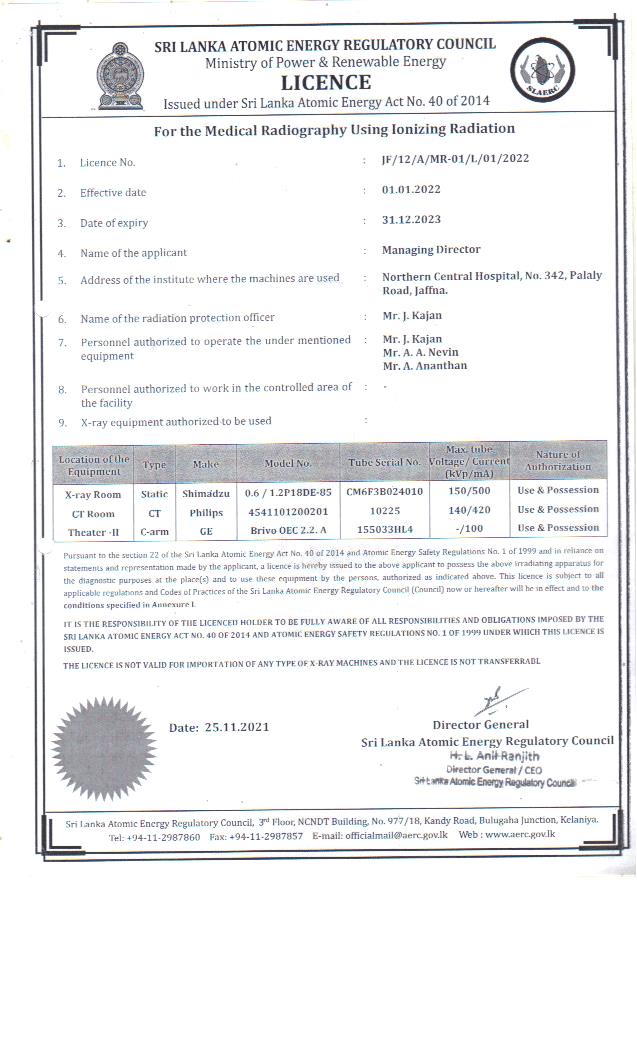 SRI LANKA ATOMIC ENERGY REGULATORY COUNCIL
Ministry of Power & Renewable Energy
LICENCE
Issued under Sri Lanka Atomic Energy Act No. 40 of 2014
SLAERC
For the Medical Radiography Using Ionizing Radiation
1. Licence No. : JF/12/A/MR-01/L/01/2022
2. Effective date : 01.01.2022
3. Date of expiry : 31.12.2023
4. Name of the applicant : Managing Director
5. Address of the institute where the machines are used : Northern Central Hospital, No. 342, Palaly
Road, Jaffna.
6. Name of the radiation protection officer : Mr. J. Kajan
7. Personnel authorized to operate the under mentioned : Mr. J. Kajan
equipment Mr. A. A. Nevin
Mr. A. Ananthan
8. Personnel authorized to work in the controlled area of : -
the facility
9. X-ray equipment authorized to be used :
Location of the Equipment Type Make Model No. Tube Serial No. Max. tube Voltage/ Current (kVp/mA) Nature of Authorization
X-ray Room Static Shimadzu 0.6 / 1.2P18DE-85 CM6F3B024010 150/500 Use & Possession
CT Room CT Philips 4541101200201 10225 140/420 Use & Possession
Theater -II C-arm GE Brivo OEC 2.2. A 155033HL4 -/100 Use & Possession
Pursuant to the section 22 of the Sri Lanka Atomic Energy Act No. 40 of 2014 and Atomic Energy Safety Regulations No. 1 of 1999 and in reliance on
statements and representation made by the applicant, a licence is hereby issued to the above applicant to possess the above irradiating apparatus for
the diagnostic purposes at the place(s) and to use these equipment by the persons, authorized as indicated above. This licence is subject to all
applicable regulations and Codes of Practices of the Sri Lanka Atomic Energy Regulatory Council (Council) now or hereafter will be in effect and to the
conditions specified in Annexure I.
IT IS THE RESPONSIBILITY OF THE LICENCED HOLDER TO BE FULLY AWARE OF ALL RESPONSIBILITIES AND OBLIGATIONS IMPOSED BY THE
SRI LANKA ATOMIC ENERGY ACT NO. 40 OF 2014 AND ATOMIC ENERGY SAFETY REGULATIONS NO. 1 OF 1999 UNDER WHICH THIS LICENCE IS
ISSUED.
THE LICENCE IS NOT VALID FOR IMPORTATION OF ANY TYPE OF X-RAY MACHINES AND THE LICENCE IS NOT TRANSFERRABL
Date: 25.11.2021
Director General
Sri Lanka Atomic Energy Regulatory Council
H. L. Anil Ranjith
Director General / CEO
Sri Lanka Atomic Energy Regulatory Council
Sri Lanka Atomic Energy Regulatory Council, 3rd Floor, NCNDT Building, No. 977/18, Kandy Road, Bulugaha Junction, Kelaniya.
Tel: +94-11-2987860 Fax: +94-11-2987857 E-mail: officialmail@aerc.gov.lk Web : www.aerc.gov.lk